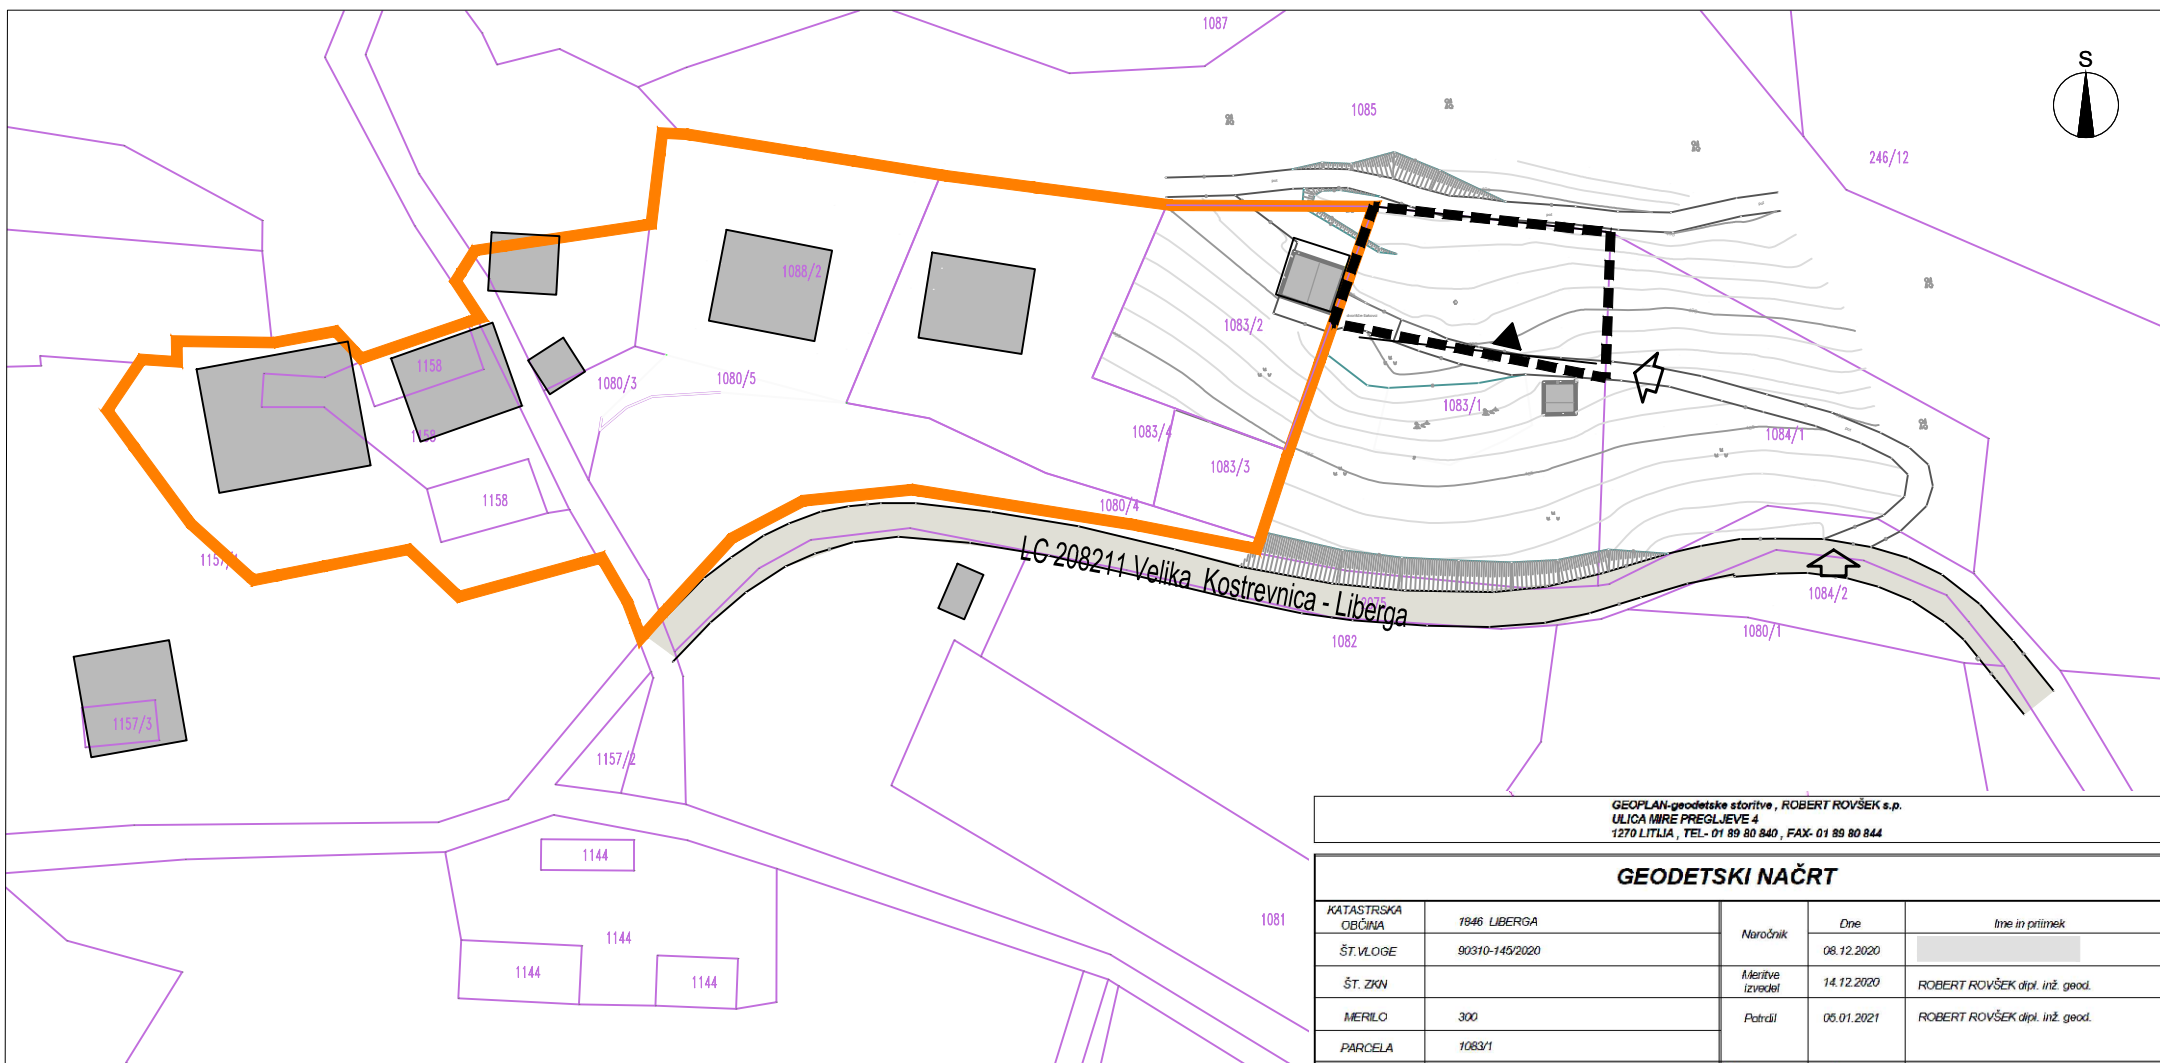 1087
S
1085
246/12
1088/2
1083/2
1158
1080/3
1080/5
1083/1
1158
1083/4
1084/1
1083/3
1158
1080/4
1157/1
LC 208211 Velika Kostrevnica - Liberga
2075
1084/2
1082
1080/1
1157/3
1157/2
1144
1081
1144
1144
1144
GEOPLAN-geodetske storitve , ROBERT ROVŠEK s.p.
ULICA MIRE PREGLJEVE 4
1270 LITIJA , TEL- 01 89 80 840 , FAX- 01 89 80 844
GEODETSKI NAČRT
KATASTRSKA OBČINA 1846 LIBERGA
Naročnik Dne Ime in priimek
ŠT.VLOGE 90310-145/2020 08.12.2020
ŠT. ZKN Meritve izvedel 14.12.2020 ROBERT ROVŠEK dipl. inž. geod.
MERILO 300 Potrdil 05.01.2021 ROBERT ROVŠEK dipl. inž. geod.
PARCELA 1083/1